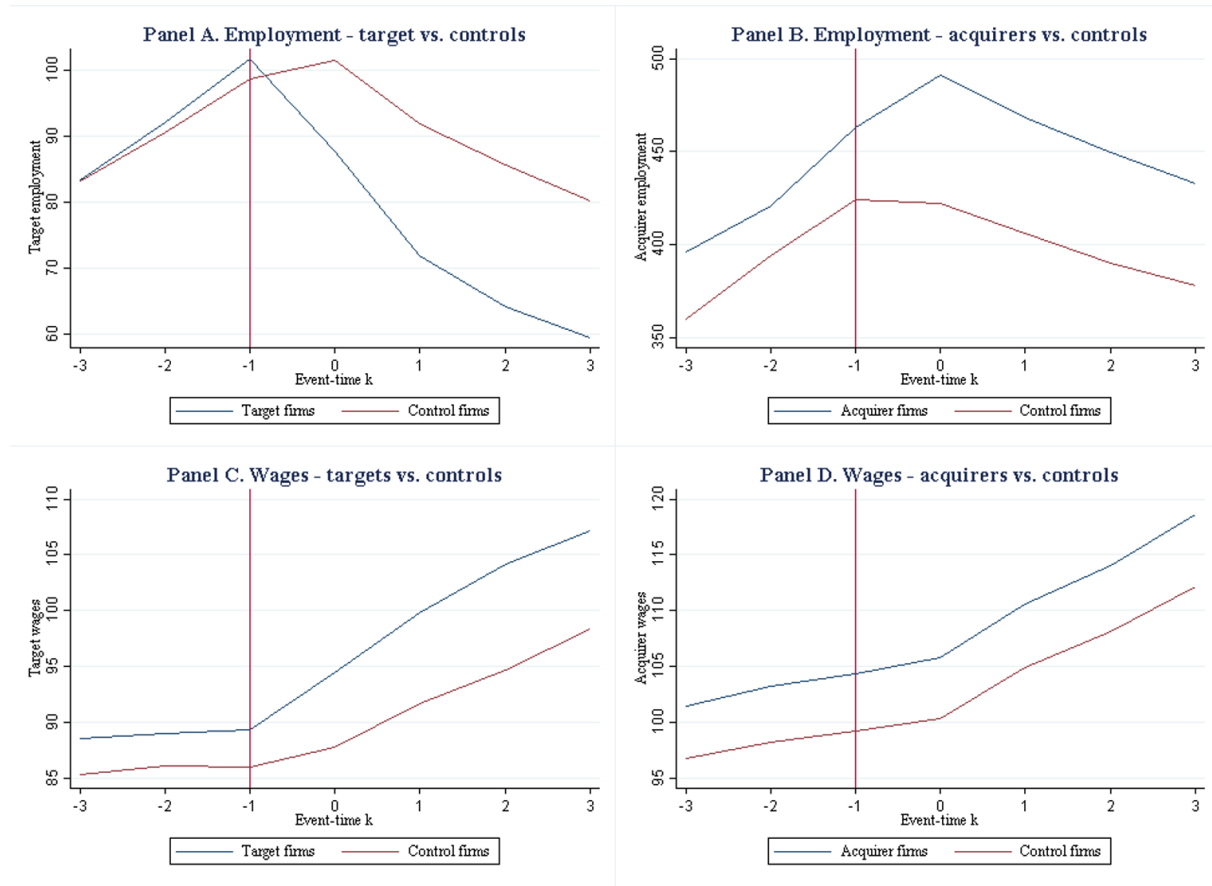 Panel A. Employment - target vs. controls
Target employment
100
90
80
70
60
-3 -2 -1 0 1 2 3
Event-time k
Target firms Control firms
Panel B. Employment - acquirers vs. controls
Acquirer employment
500
450
400
350
-3 -2 -1 0 1 2 3
Event-time k
Acquirer firms Control firms
Panel C. Wages - targets vs. controls
Target wages
110
105
100
95
90
85
-3 -2 -1 0 1 2 3
Event-time k
Target firms Control firms
Panel D. Wages - acquirers vs. controls
Acquirer wages
120
115
110
105
100
95
-3 -2 -1 0 1 2 3
Event-time k
Acquirer firms Control firms